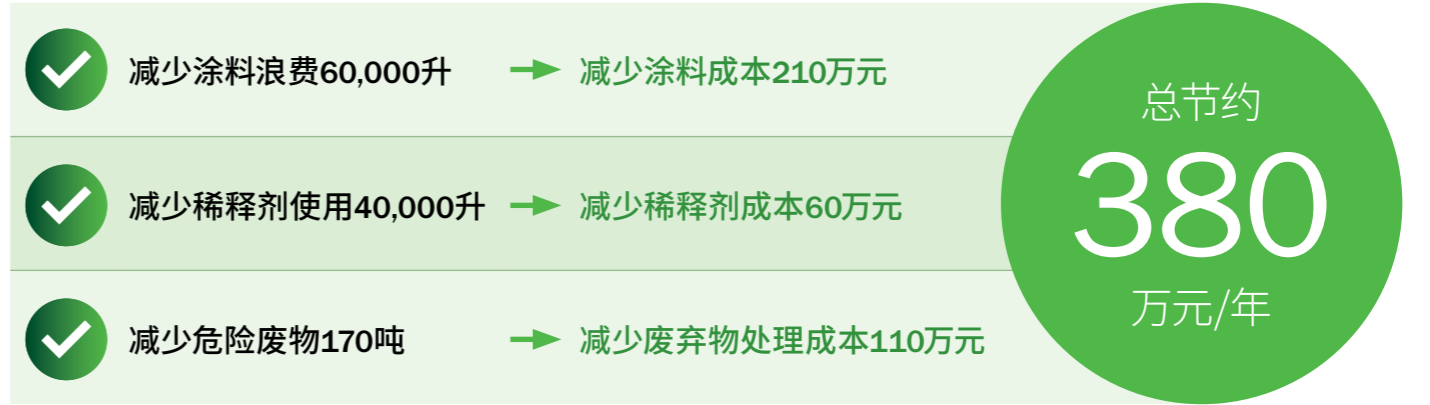 减少涂料浪费60,000升
减少涂料成本210万元
减少稀释剂使用40,000升
减少稀释剂成本60万元
减少危险废物170吨
减少废弃物处理成本110万元
总节约
380
万元/年